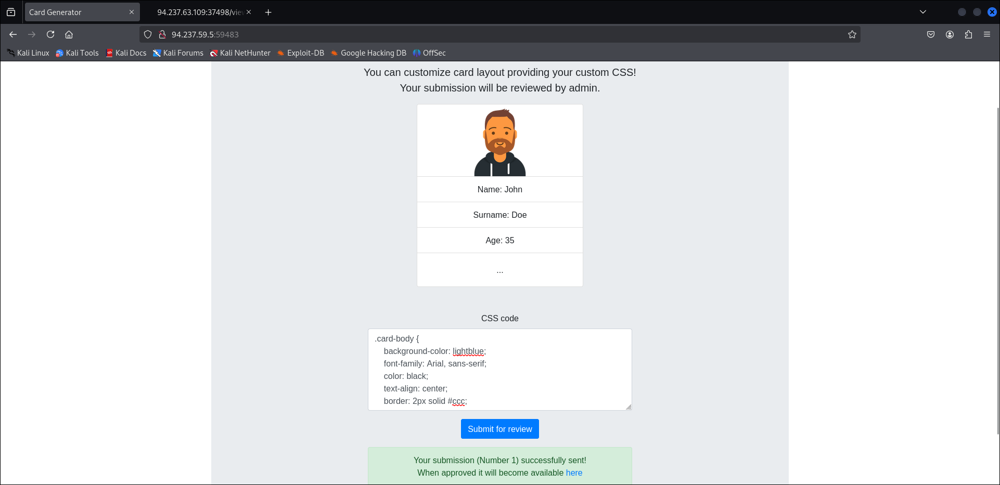 Card Generator
94.237.63.109:37498/view
94.237.59.5:59483
Kali Linux
Kali Tools
Kali Docs
Kali Forums
Kali NetHunter
Exploit-DB
Google Hacking DB
OffSec
You can customize card layout providing your custom CSS!
Your submission will be reviewed by admin.
Name: John
Surname: Doe
Age: 35
...
CSS code
.card-body {
background-color: lightblue;
font-family: Arial, sans-serif;
color: black;
text-align: center;
border: 2px solid #ccc;
Submit for review
Your submission (Number 1) successfully sent!
When approved it will become available here